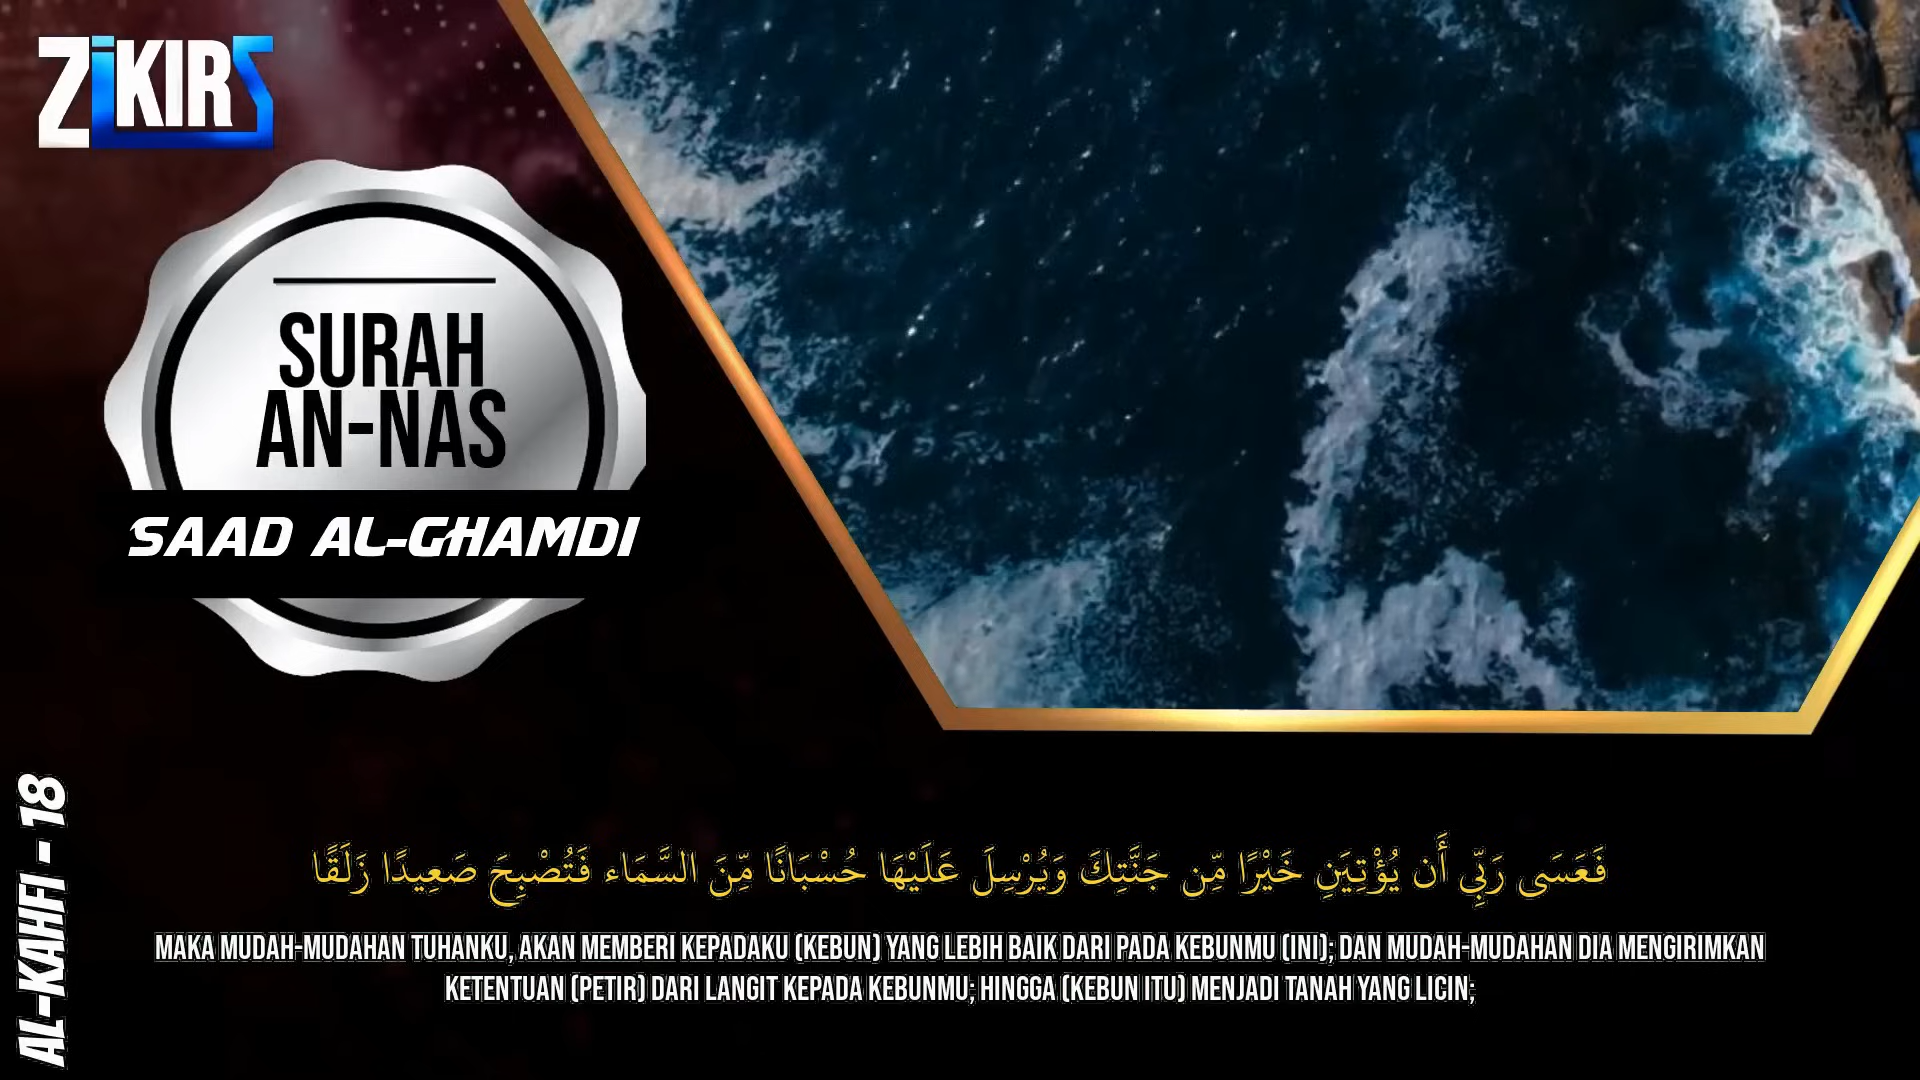 ZiKIRS
SURAH
AN-NAS
SAAD AL-GHAMDI
AL-KAHFI - 18
فَعَسَى رَبِّي أَن يُؤْتِيَنِ خَيْرًا مِّن جَنَّتِكَ وَيُرْسِلَ عَلَيْهَا حُسْبَانًا مِّنَ السَّمَاء فَتُصْبِحَ صَعِيدًا زَلَقًا
MAKA MUDAH-MUDAHAN TUHANKU, AKAN MEMBERI KEPADAKU (KEBUN) YANG LEBIH BAIK DARI PADA KEBUNMU (INI); DAN MUDAH-MUDAHAN DIA MENGIRIMKAN
KETENTUAN (PETIR) DARI LANGIT KEPADA KEBUNMU; HINGGA (KEBUN ITU) MENJADI TANAH YANG LICIN;